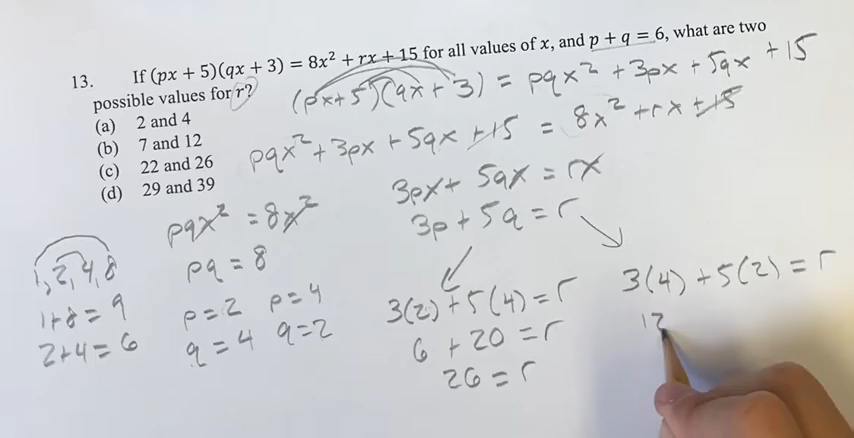 13. If (px + 5)(qx + 3) = 8x² + rx + 15 for all values of x, and p + q = 6, what are two
possible values for r?
(a) 2 and 4
(b) 7 and 12
(c) 22 and 26
(d) 29 and 39
(px+5)(qx+3) = pqx² + 3px + 5qx + 15
pqx² + 3px + 5qx + 15 = 8x² + rx + 15
3px + 5qx = rx
3p + 5q = r
pqx² = 8x²
pq = 8
p=2 p=4
q=4 q=2
1, 2, 4, 8
1+8 = 9
2+4 = 6
3(2) + 5(4) = r
6 + 20 = r
26 = r
3(4) + 5(2) = r
12